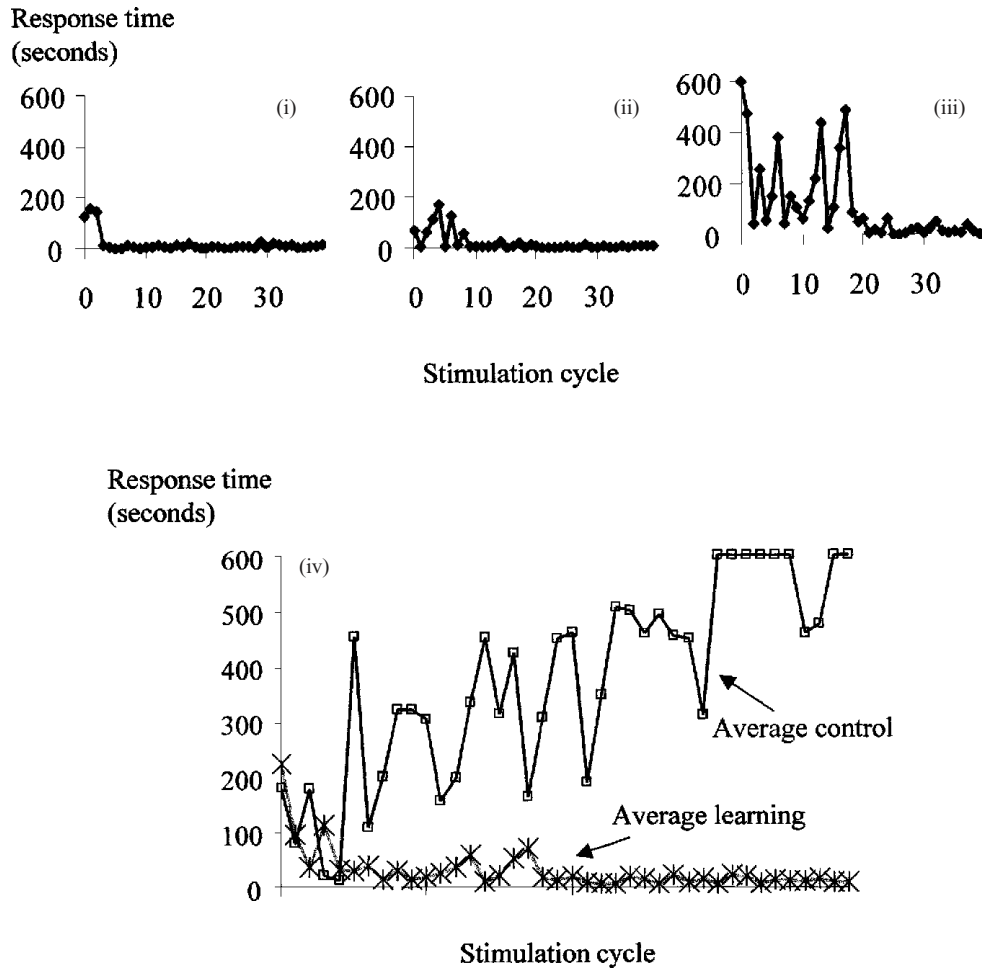 Response time
(seconds)
600
400
200
0
(i)
0 10 20 30
600
400
200
0
(ii)
0 10 20 30
600
400
200
0
(iii)
0 10 20 30
Stimulation cycle
Response time
(seconds)
600
500
400
300
200
100
0
(iv)
Average control
Average learning
Stimulation cycle